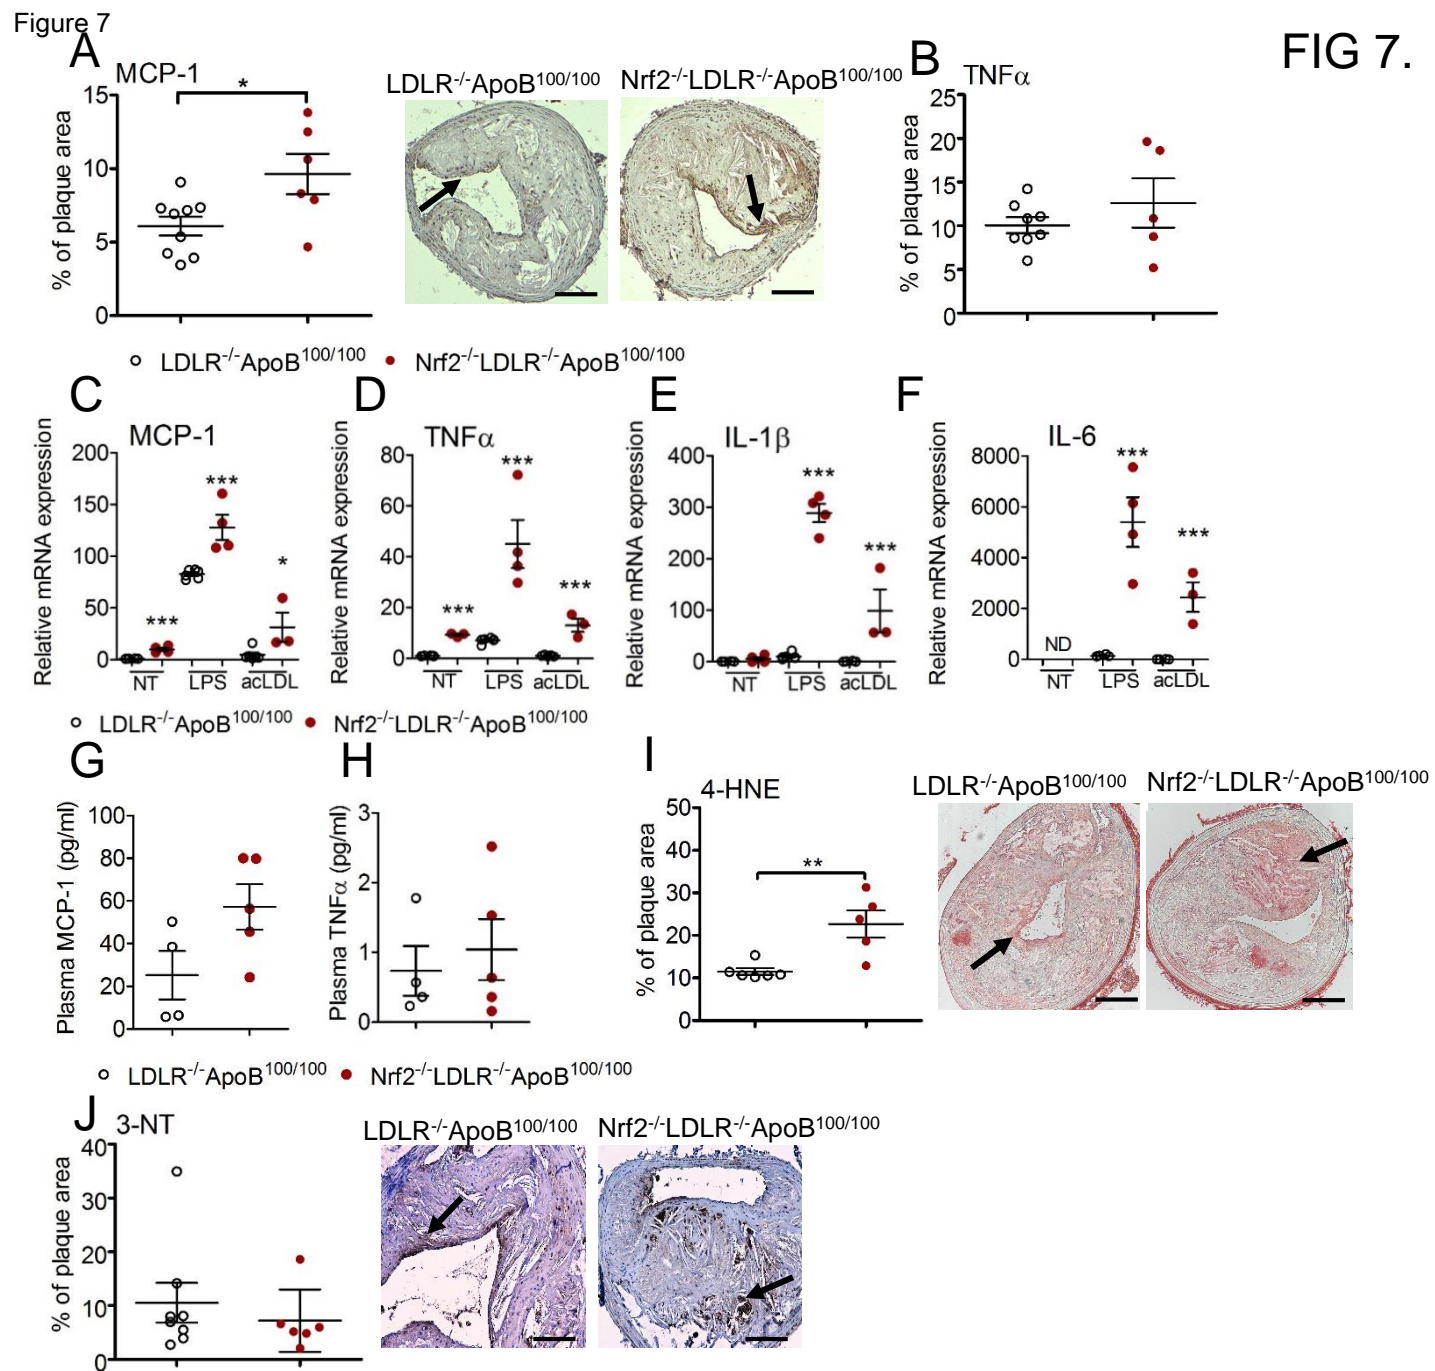 Figure 7
FIG 7.
A
MCP-1
*
% of plaque area
15
10
5
0
LDLR-/-ApoB100/100
Nrf2-/-LDLR-/-ApoB100/100
B
TNFα
% of plaque area
25
20
15
10
5
0
LDLR-/-ApoB100/100
Nrf2-/-LDLR-/-ApoB100/100
C
MCP-1
Relative mRNA expression
200
150
100
50
0
***
***
*
NT
LPS
acLDL
D
TNFα
Relative mRNA expression
80
60
40
20
0
***
***
***
NT
LPS
acLDL
E
IL-1β
Relative mRNA expression
400
300
200
100
0
***
***
NT
LPS
acLDL
F
IL-6
Relative mRNA expression
8000
6000
4000
2000
0
ND
***
***
NT
LPS
acLDL
LDLR-/-ApoB100/100
Nrf2-/-LDLR-/-ApoB100/100
G
Plasma MCP-1 (pg/ml)
100
80
60
40
20
0
H
Plasma TNFα (pg/ml)
3
2
1
0
I
4-HNE
**
% of plaque area
50
40
30
20
10
0
LDLR-/-ApoB100/100
Nrf2-/-LDLR-/-ApoB100/100
LDLR-/-ApoB100/100
Nrf2-/-LDLR-/-ApoB100/100
J
3-NT
% of plaque area
40
30
20
10
0
LDLR-/-ApoB100/100
Nrf2-/-LDLR-/-ApoB100/100